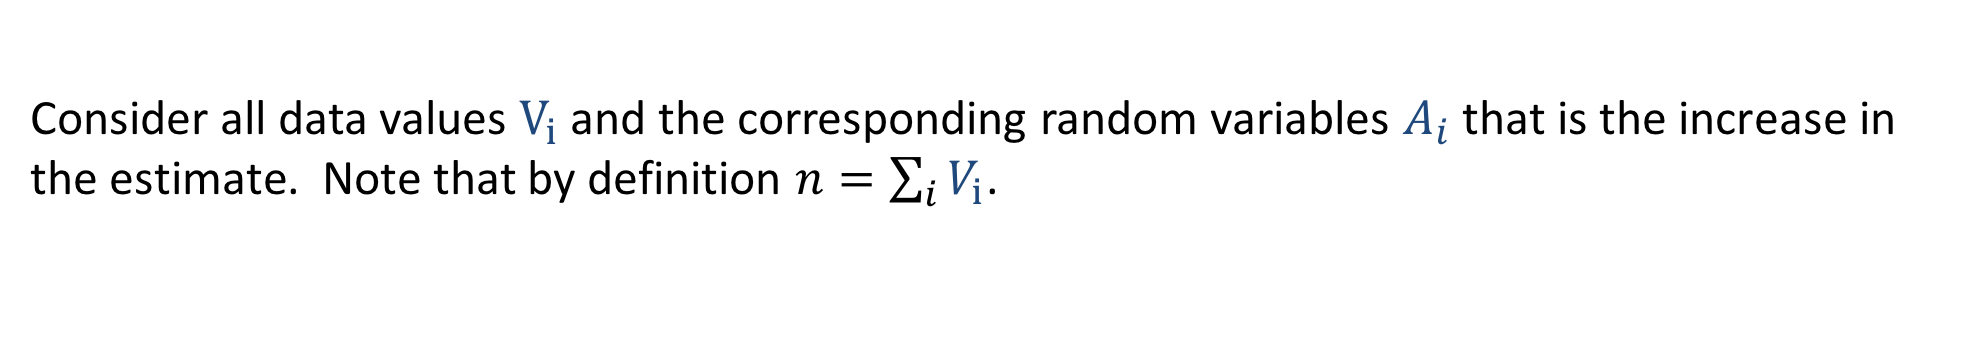 Consider all data values Vᵢ and the corresponding random variables Aᵢ that is the increase in
the estimate.  Note that by definition n = ∑ᵢ Vᵢ.